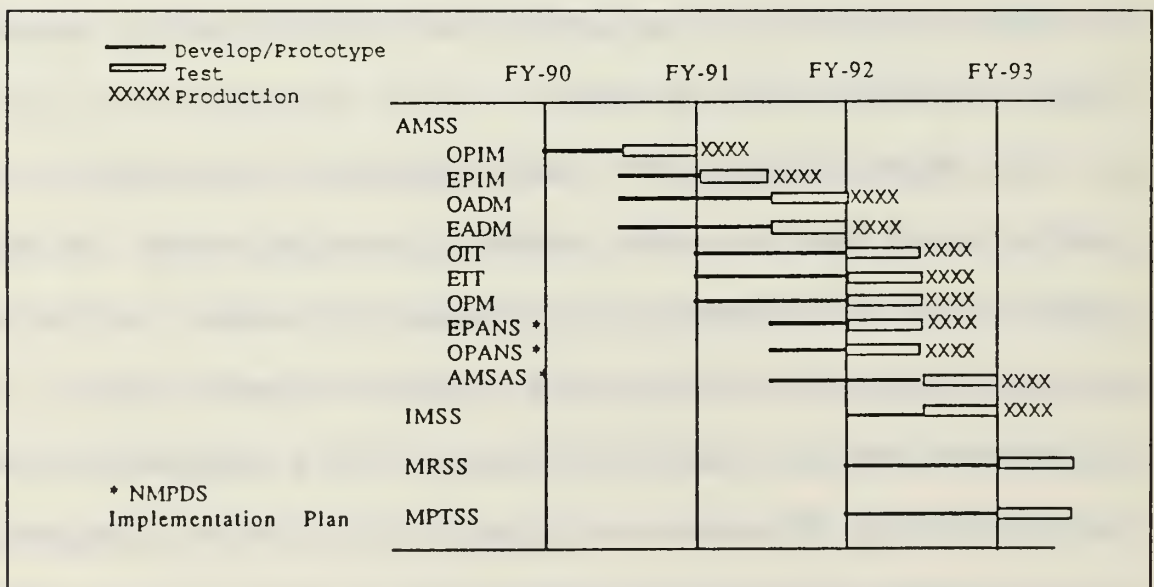 Develop/Prototype
Test
XXXXX Production
FY-90 FY-91 FY-92 FY-93
AMSS
OPIM XXXX
EPIM XXXX
OADM XXXX
EADM XXXX
OTT XXXX
ETT XXXX
OPM XXXX
EPANS * XXXX
OPANS * XXXX
AMSAS * XXXX
IMSS XXXX
MRSS
* NMPDS
Implementation Plan MPTSS